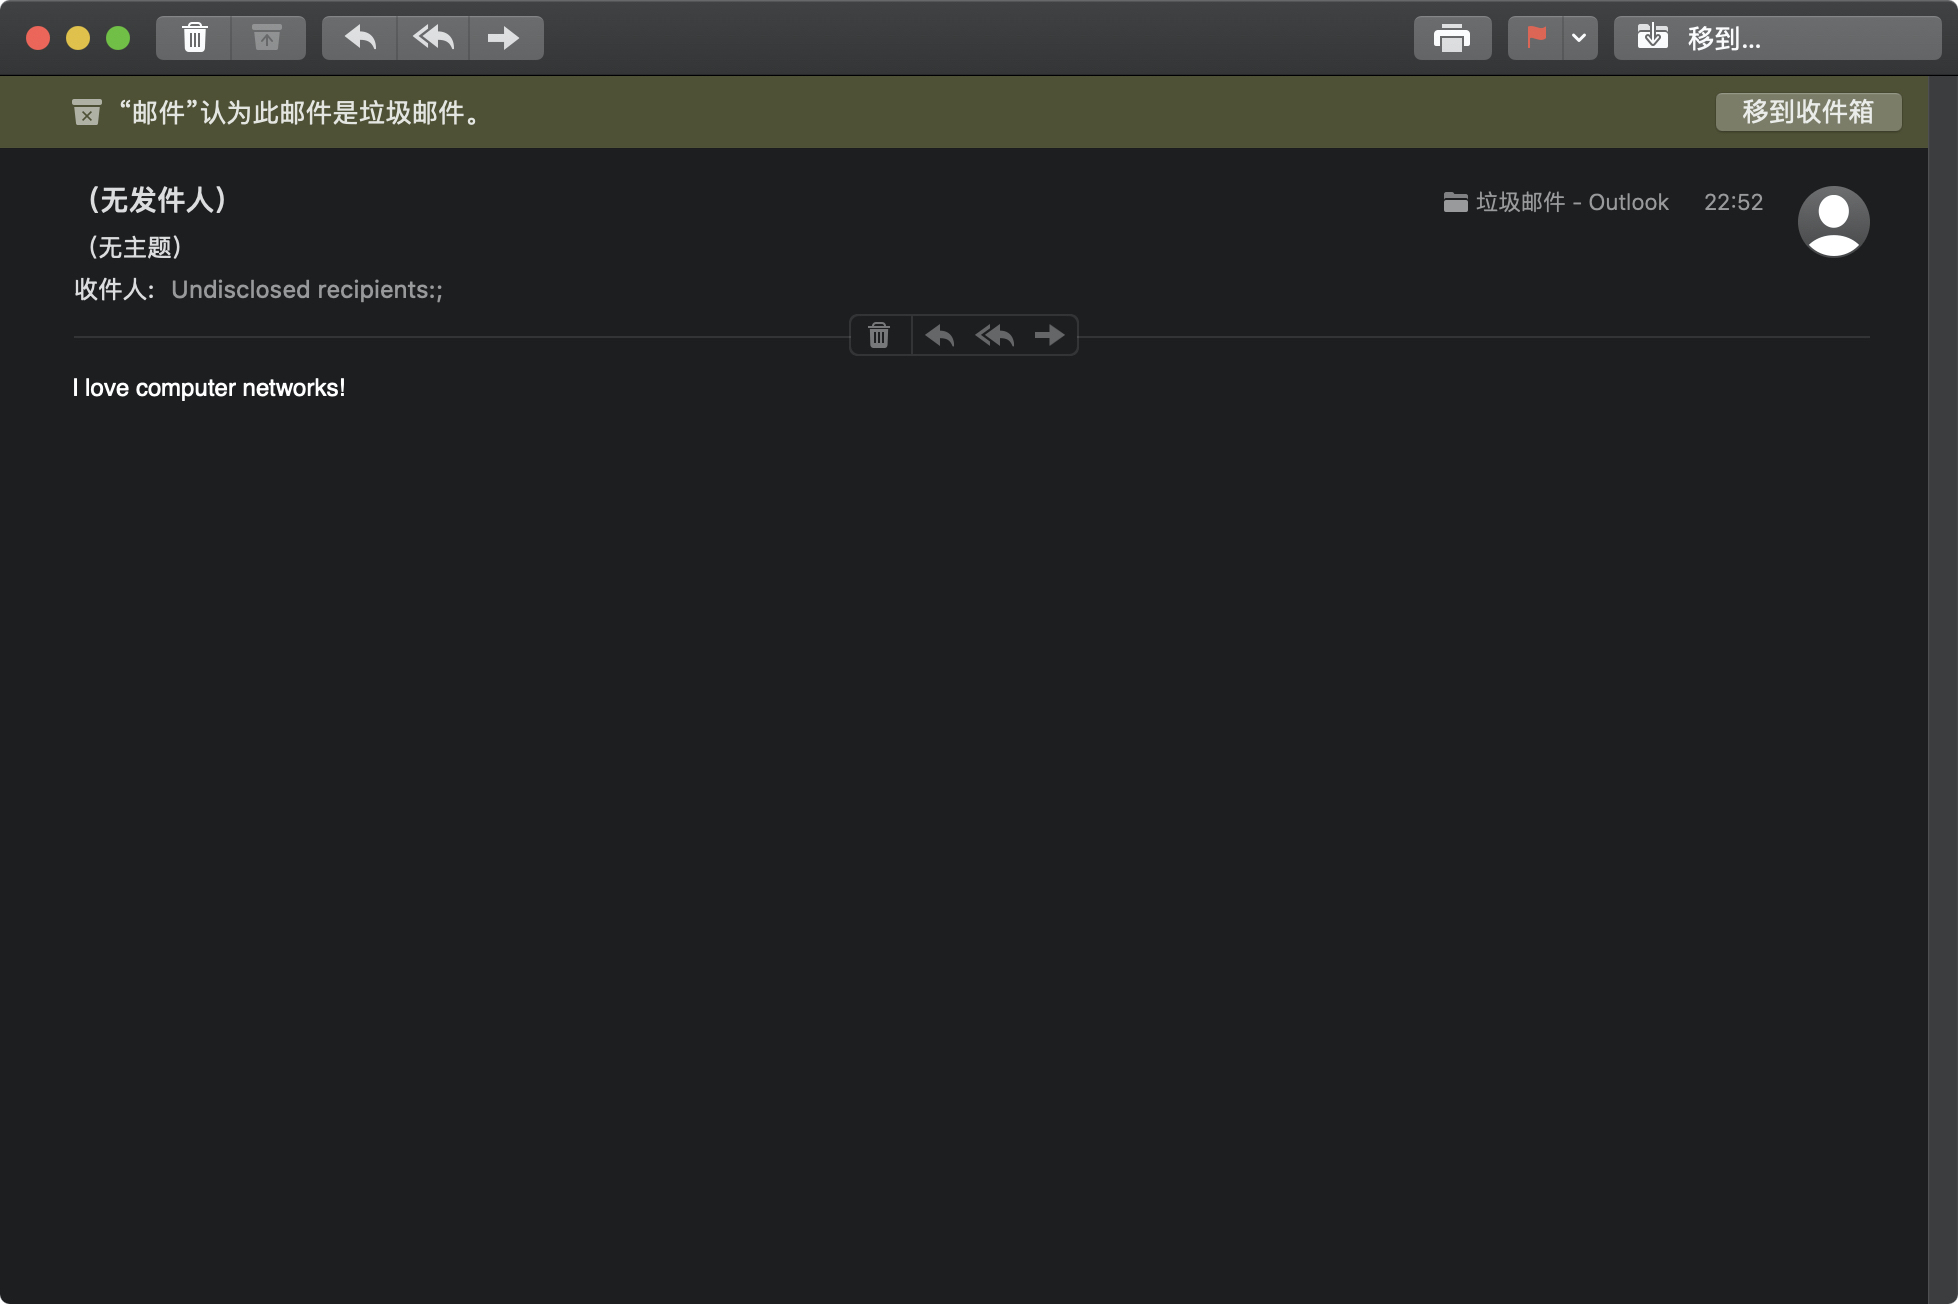 移到...
“邮件”认为此邮件是垃圾邮件。
移到收件箱
（无发件人）
垃圾邮件 - Outlook
22:52
（无主题）
收件人： Undisclosed recipients:;
I love computer networks!